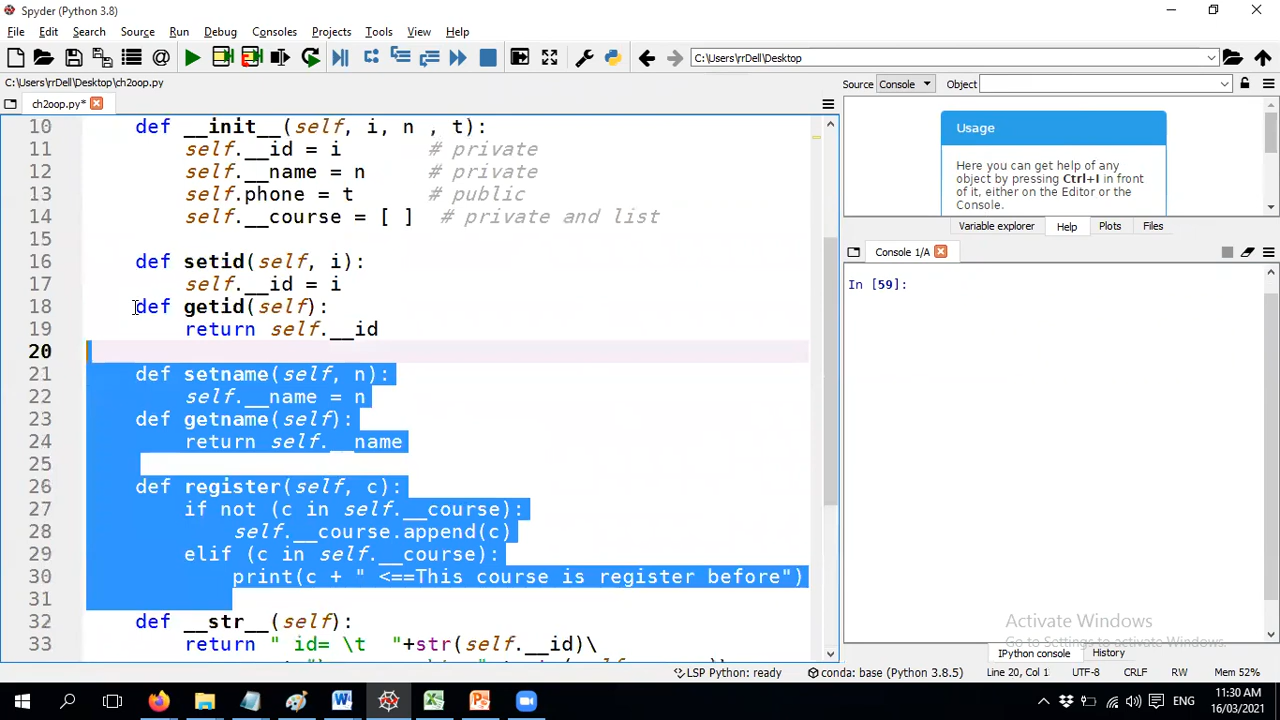 Spyder (Python 3.8)
File Edit Search Source Run Debug Consoles Projects Tools View Help
C:\Users\rrDell\Desktop
C:\Users\rrDell\Desktop\ch2oop.py
Source Console Object
ch2oop.py*
10 def __init__(self, i, n , t):
11 self.__id = i # private
12 self.__name = n # private
13 self.phone = t # public
14 self.__course = [ ] # private and list
15
16 def setid(self, i):
17 self.__id = i
18 def getid(self):
19 return self.__id
20
21 def setname(self, n):
22 self.__name = n
23 def getname(self):
24 return self.__name
25
26 def register(self, c):
27 if not (c in self.__course):
28 self.__course.append(c)
29 elif (c in self.__course):
30 print(c + " <==This course is register before")
31
32 def __str__(self):
33 return " id= \t "+str(self.__id)\
Usage
Here you can get help of any
object by pressing Ctrl+I in front
of it, either on the Editor or the
Console.
Variable explorer Help Plots Files
Console 1/A
In [59]:
Activate Windows
Go to Settings to activate Windows.
IPython console History
LSP Python: ready conda: base (Python 3.8.5) Line 20, Col 1 UTF-8 CRLF RW Mem 52%
ENG
11:30 AM
16/03/2021